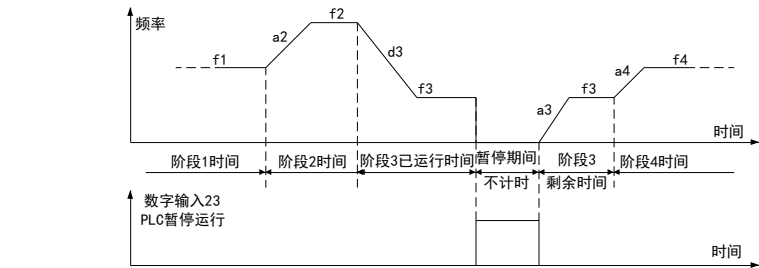 频率
f1
a2
f2
d3
f3
a3
f3
a4
f4
时间
阶段1时间
阶段2时间
阶段3已运行时间
暂停期间
不计时
阶段3
剩余时间
阶段4时间
数字输入23
PLC暂停运行
时间